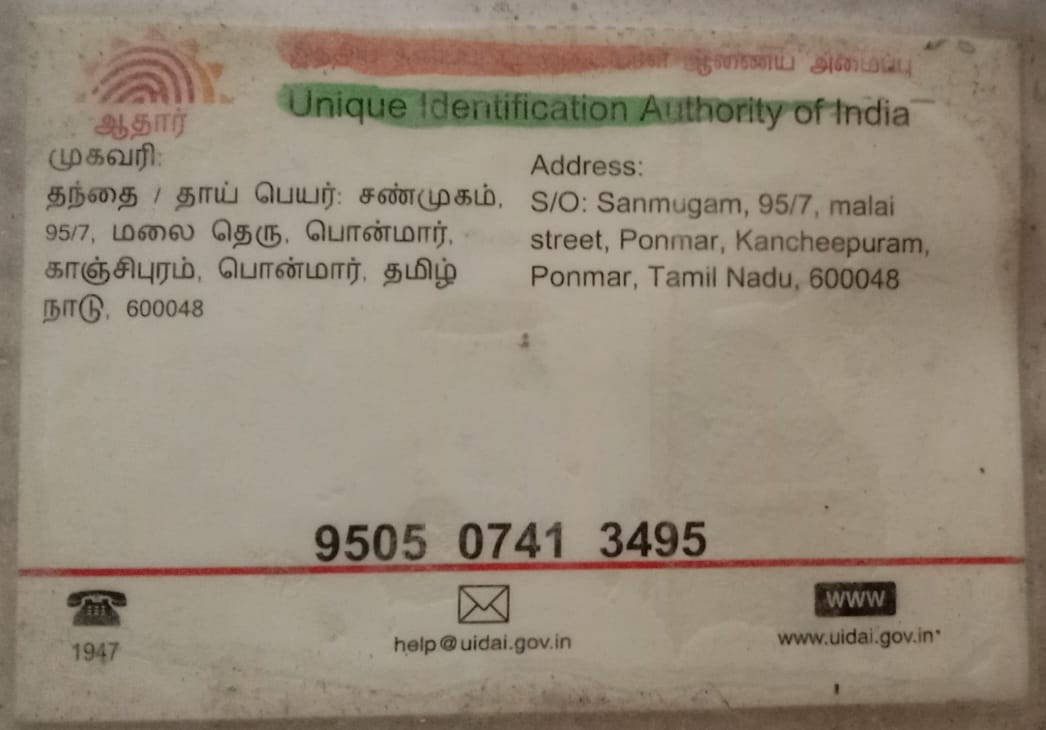 ஆணைய அமைப்பு
Unique Identification Authority of India
ஆதார்
முகவரி:
தந்தை / தாய் பெயர்: சண்முகம்,
95/7, மலை தெரு, பொன்மார்,
காஞ்சிபுரம், பொன்மார், தமிழ்
நாடு, 600048
Address:
S/O: Sanmugam, 95/7, malai
street, Ponmar, Kancheepuram,
Ponmar, Tamil Nadu, 600048
9505 0741 3495
1947
help@uidai.gov.in
www
www.uidai.gov.in